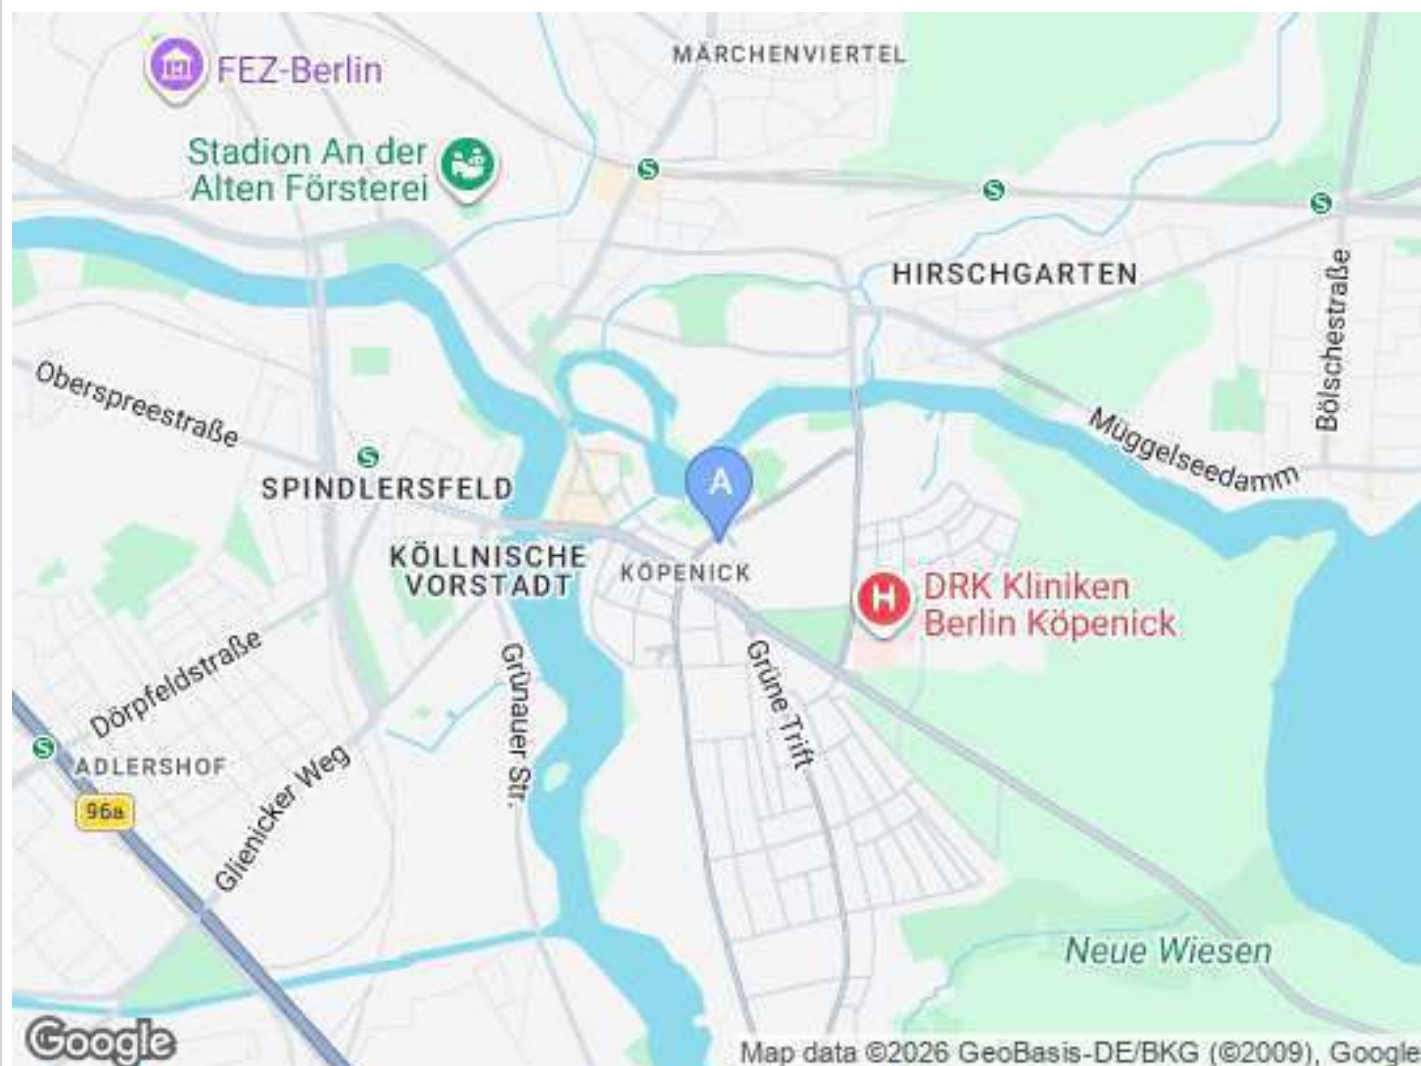 MÄRCHENVIERTEL
FEZ-Berlin
Stadion An der
Alten Försterei
S
S
S
HIRSCHGARTEN
Bölschestraße
Oberspreestraße
Müggelseedamm
S
SPINDLERSFELD
A
KÖLLNISCHE
VORSTADT
KÖPENICK
H
DRK Kliniken
Berlin Köpenick
Dörpfeldstraße
Grünauer Str.
Grüne Trift
S
ADLERSHOF
96a
Glienicker Weg
Neue Wiesen
Google
Map data ©2026 GeoBasis-DE/BKG (©2009), Google